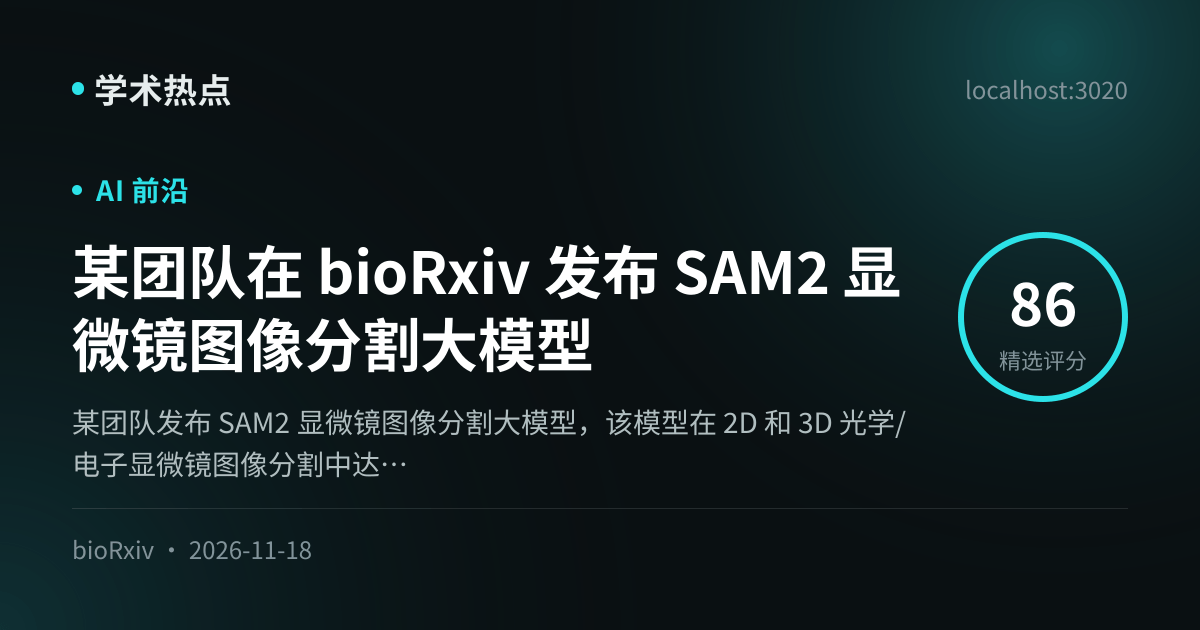 学术热点
localhost:3020
AI 前沿
某团队在 bioRxiv 发布 SAM2 显
微镜图像分割大模型
86
精选评分
某团队发布 SAM2 显微镜图像分割大模型，该模型在 2D 和 3D 光学/
电子显微镜图像分割中达…
bioRxiv • 2026-11-18